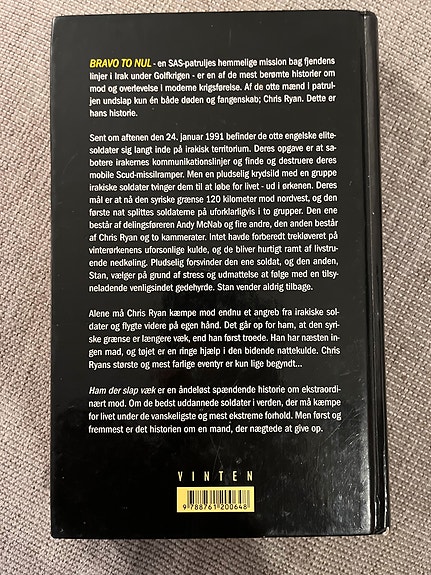 BRAVO TO NUL - en SAS-patruljes hemmelige mission bag fjendens
linjer i Irak under Golfkrigen - er en af de mest berømte historier om
mod og overlevelse i moderne krigsførelse. Af de otte mænd i patrul-
jen undslap kun én både døden og fangenskab; Chris Ryan. Dette er
hans historie.
Sent om aftenen den 24. januar 1991 befinder de otte engelske elite-
soldater sig langt inde på irakisk territorium. Deres opgave er at sa-
botere irakernes kommunikationslinjer og finde og destruere deres
mobile Scud-missilramper. Men en pludselig krydsild med en gruppe
irakiske soldater tvinger dem til at løbe for livet - ud i ørkenen. Deres
mål er at nå den syriske grænse 120 kilometer mod nordvest, og den
første nat splittes soldaterne på uforklarligvis i to grupper. Den ene
består af delingsføreren Andy McNab og fire andre, den anden består
af Chris Ryan og to kammerater. Intet havde forberedt trekløveret på
vinterørkenens uforsonlige kulde, og de bliver hurtigt ramt af livstru-
ende nedkøling. Pludselig forsvinder den ene soldat, og den anden,
Stan, vælger på grund af stress og udmattelse at følge med en tilsy-
neladende venligsindet gedehyrde. Stan vender aldrig tilbage.
Alene må Chris Ryan kæmpe mod endnu et angreb fra irakiske sol-
dater og flygte videre på egen hånd. Det går op for ham, at den syri-
ske grænse er længere væk, end han først troede. Han har næsten in-
gen mad, og tøjet er en ringe hjælp i den bidende nattekulde. Chris
Ryans største og mest farlige eventyr er kun lige begyndt...
Ham der slap væk er en åndeløst spændende historie om ekstraordi-
nært mod. Om de bedst uddannede soldater i verden, der må kæmpe
for livet under de vanskeligste og mest ekstreme forhold. Men først og
fremmest er det historien om en mand, der nægtede at give op.
VINTEN
9 788761 200648